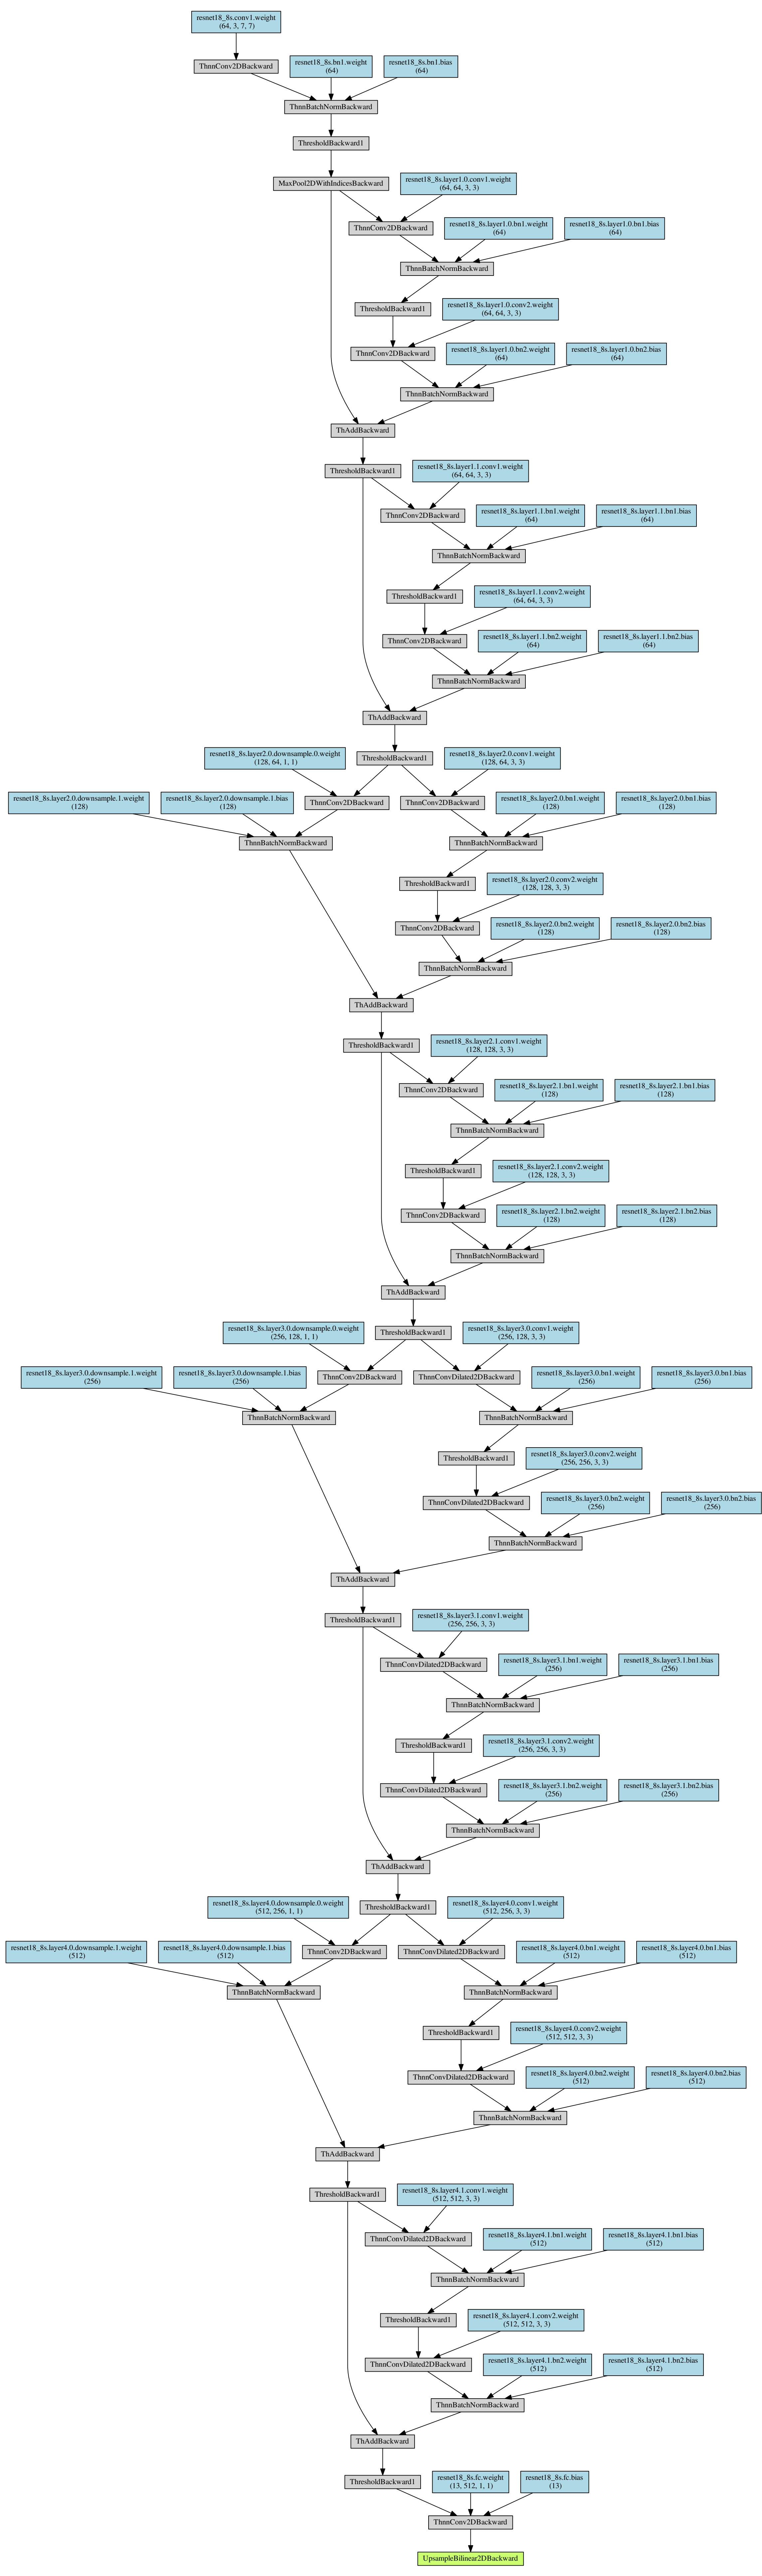 resnet18_8s.conv1.weight
(64, 3, 7, 7)
ThnnConv2DBackward
resnet18_8s.bn1.weight
(64)
resnet18_8s.bn1.bias
(64)
ThnnBatchNormBackward
ThresholdBackward1
MaxPool2DWithIndicesBackward
resnet18_8s.layer1.0.conv1.weight
(64, 64, 3, 3)
ThnnConv2DBackward
resnet18_8s.layer1.0.bn1.weight
(64)
resnet18_8s.layer1.0.bn1.bias
(64)
ThnnBatchNormBackward
ThresholdBackward1
resnet18_8s.layer1.0.conv2.weight
(64, 64, 3, 3)
ThnnConv2DBackward
resnet18_8s.layer1.0.bn2.weight
(64)
resnet18_8s.layer1.0.bn2.bias
(64)
ThnnBatchNormBackward
ThAddBackward
ThresholdBackward1
resnet18_8s.layer1.1.conv1.weight
(64, 64, 3, 3)
ThnnConv2DBackward
resnet18_8s.layer1.1.bn1.weight
(64)
resnet18_8s.layer1.1.bn1.bias
(64)
ThnnBatchNormBackward
ThresholdBackward1
resnet18_8s.layer1.1.conv2.weight
(64, 64, 3, 3)
ThnnConv2DBackward
resnet18_8s.layer1.1.bn2.weight
(64)
resnet18_8s.layer1.1.bn2.bias
(64)
ThnnBatchNormBackward
ThAddBackward
resnet18_8s.layer2.0.downsample.0.weight
(128, 64, 1, 1)
ThresholdBackward1
resnet18_8s.layer2.0.conv1.weight
(128, 64, 3, 3)
resnet18_8s.layer2.0.downsample.1.weight
(128)
resnet18_8s.layer2.0.downsample.1.bias
(128)
ThnnConv2DBackward
ThnnConv2DBackward
resnet18_8s.layer2.0.bn1.weight
(128)
resnet18_8s.layer2.0.bn1.bias
(128)
ThnnBatchNormBackward
ThnnBatchNormBackward
ThresholdBackward1
resnet18_8s.layer2.0.conv2.weight
(128, 128, 3, 3)
ThnnConv2DBackward
resnet18_8s.layer2.0.bn2.weight
(128)
resnet18_8s.layer2.0.bn2.bias
(128)
ThnnBatchNormBackward
ThAddBackward
ThresholdBackward1
resnet18_8s.layer2.1.conv1.weight
(128, 128, 3, 3)
ThnnConv2DBackward
resnet18_8s.layer2.1.bn1.weight
(128)
resnet18_8s.layer2.1.bn1.bias
(128)
ThnnBatchNormBackward
ThresholdBackward1
resnet18_8s.layer2.1.conv2.weight
(128, 128, 3, 3)
ThnnConv2DBackward
resnet18_8s.layer2.1.bn2.weight
(128)
resnet18_8s.layer2.1.bn2.bias
(128)
ThnnBatchNormBackward
ThAddBackward
resnet18_8s.layer3.0.downsample.0.weight
(256, 128, 1, 1)
ThresholdBackward1
resnet18_8s.layer3.0.conv1.weight
(256, 128, 3, 3)
resnet18_8s.layer3.0.downsample.1.weight
(256)
resnet18_8s.layer3.0.downsample.1.bias
(256)
ThnnConv2DBackward
ThnnConvDilated2DBackward
resnet18_8s.layer3.0.bn1.weight
(256)
resnet18_8s.layer3.0.bn1.bias
(256)
ThnnBatchNormBackward
ThnnBatchNormBackward
ThresholdBackward1
resnet18_8s.layer3.0.conv2.weight
(256, 256, 3, 3)
ThnnConvDilated2DBackward
resnet18_8s.layer3.0.bn2.weight
(256)
resnet18_8s.layer3.0.bn2.bias
(256)
ThnnBatchNormBackward
ThAddBackward
ThresholdBackward1
resnet18_8s.layer3.1.conv1.weight
(256, 256, 3, 3)
ThnnConvDilated2DBackward
resnet18_8s.layer3.1.bn1.weight
(256)
resnet18_8s.layer3.1.bn1.bias
(256)
ThnnBatchNormBackward
ThresholdBackward1
resnet18_8s.layer3.1.conv2.weight
(256, 256, 3, 3)
ThnnConvDilated2DBackward
resnet18_8s.layer3.1.bn2.weight
(256)
resnet18_8s.layer3.1.bn2.bias
(256)
ThnnBatchNormBackward
ThAddBackward
resnet18_8s.layer4.0.downsample.0.weight
(512, 256, 1, 1)
ThresholdBackward1
resnet18_8s.layer4.0.conv1.weight
(512, 256, 3, 3)
resnet18_8s.layer4.0.downsample.1.weight
(512)
resnet18_8s.layer4.0.downsample.1.bias
(512)
ThnnConv2DBackward
ThnnConvDilated2DBackward
resnet18_8s.layer4.0.bn1.weight
(512)
resnet18_8s.layer4.0.bn1.bias
(512)
ThnnBatchNormBackward
ThnnBatchNormBackward
ThresholdBackward1
resnet18_8s.layer4.0.conv2.weight
(512, 512, 3, 3)
ThnnConvDilated2DBackward
resnet18_8s.layer4.0.bn2.weight
(512)
resnet18_8s.layer4.0.bn2.bias
(512)
ThnnBatchNormBackward
ThAddBackward
ThresholdBackward1
resnet18_8s.layer4.1.conv1.weight
(512, 512, 3, 3)
ThnnConvDilated2DBackward
resnet18_8s.layer4.1.bn1.weight
(512)
resnet18_8s.layer4.1.bn1.bias
(512)
ThnnBatchNormBackward
ThresholdBackward1
resnet18_8s.layer4.1.conv2.weight
(512, 512, 3, 3)
ThnnConvDilated2DBackward
resnet18_8s.layer4.1.bn2.weight
(512)
resnet18_8s.layer4.1.bn2.bias
(512)
ThnnBatchNormBackward
ThAddBackward
ThresholdBackward1
resnet18_8s.fc.weight
(13, 512, 1, 1)
resnet18_8s.fc.bias
(13)
ThnnConv2DBackward
UpsampleBilinear2DBackward